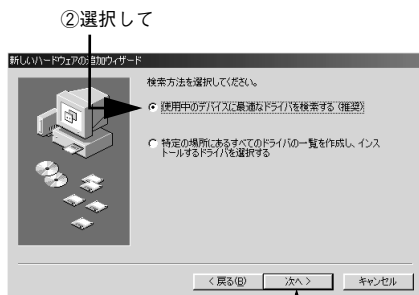 ②選択して
新しいハードウェアの追加ウィザード
検索方法を選択してください。
使用中のデバイスに最適なドライバを検索する (推奨)
特定の場所にあるすべてのドライバの一覧を作成し、インス
トールするドライバを選択する
< 戻る(B)
次へ >
キャンセル